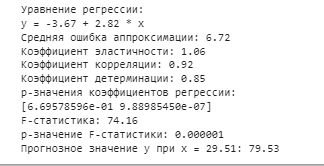 Уравнение регрессии:
y = -3.67 + 2.82 * x
Средняя ошибка аппроксимации: 6.72
Коэффициент эластичности: 1.06
Коэффициент корреляции: 0.92
Коэффициент детерминации: 0.85
p-значения коэффициентов регрессии:
[6.69578596e-01 9.88985450e-07]
F-статистика: 74.16
p-значение F-статистики: 0.000001
Прогнозное значение y при x = 29.51: 79.53